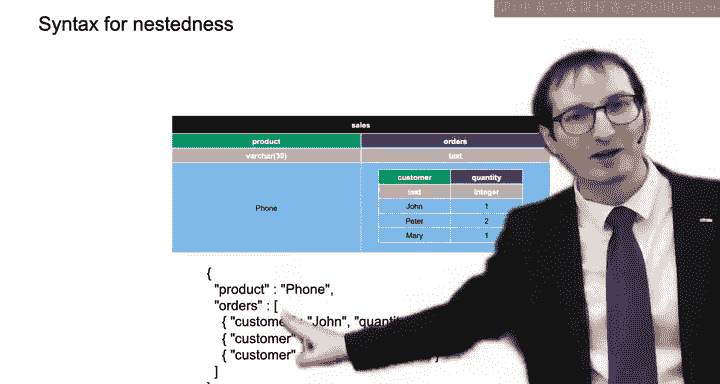 Syntax for nestedness
sales
product orders
varchar(30) text
customer quantity
text integer
Phone
John 1
Peter 2
Mary 1
{
"product" : "Phone",
"orders" : [
{ "custome : "John", "quanti
{ "customer"
{ "customer" }
]